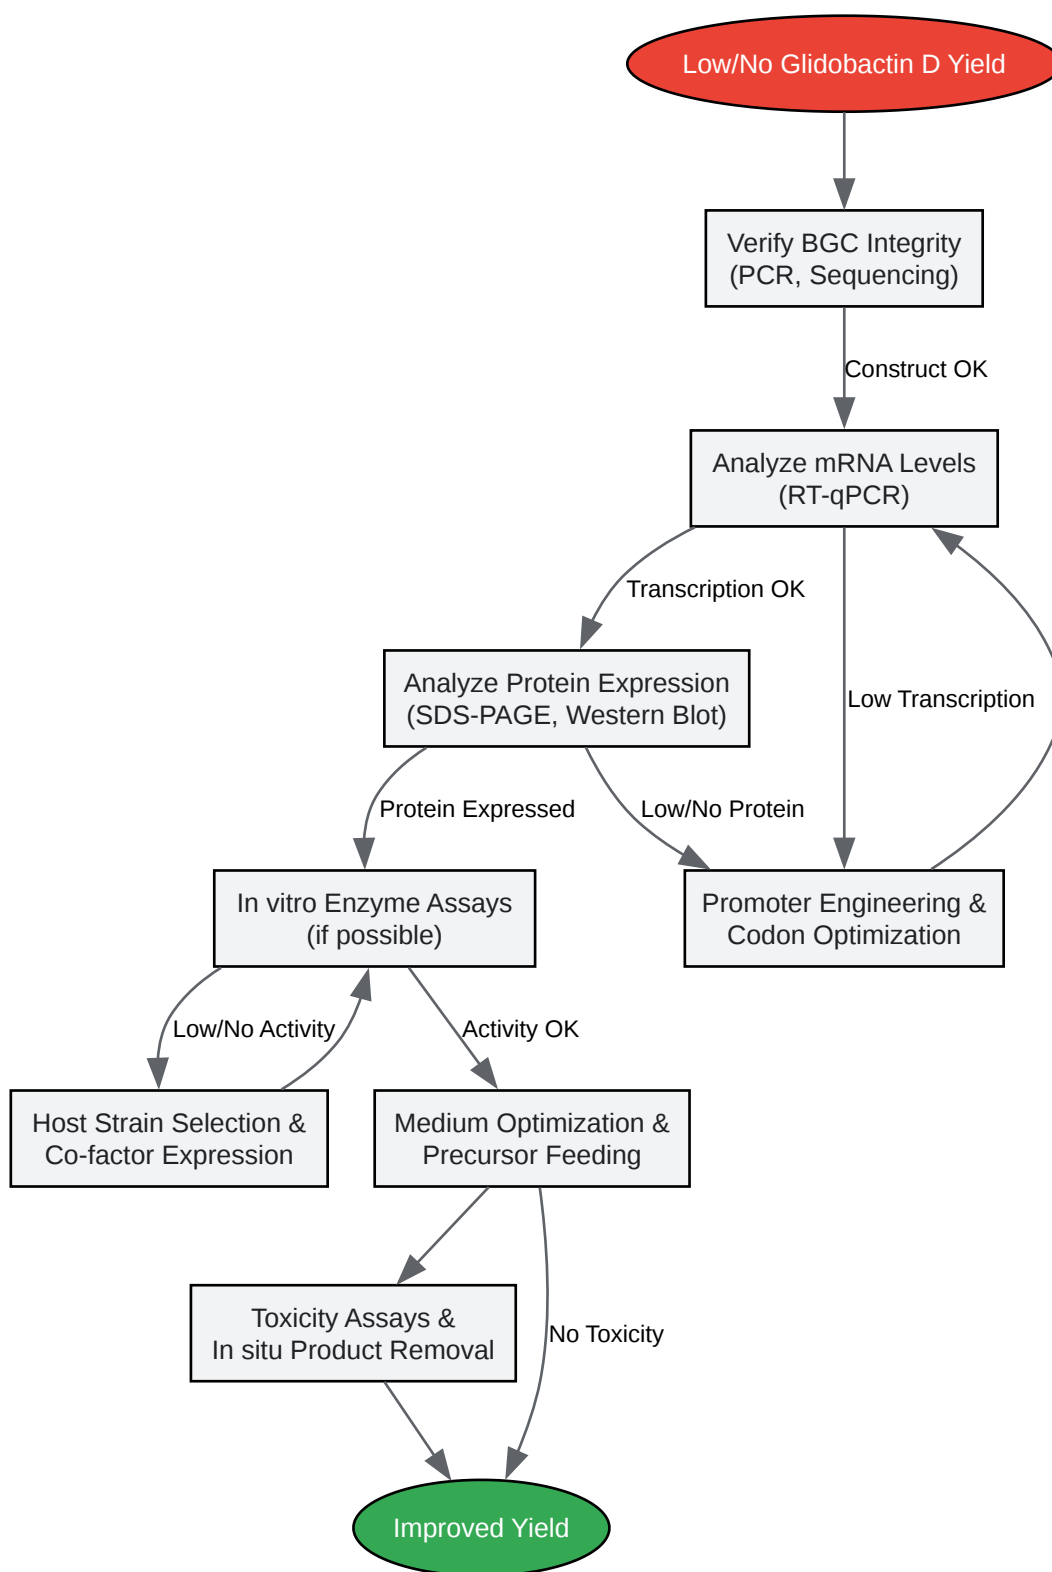 Low/No Glidobactin D Yield
Verify BGC Integrity
(PCR, Sequencing)
Construct OK
Analyze mRNA Levels
(RT-qPCR)
Transcription OK
Analyze Protein Expression
(SDS-PAGE, Western Blot)
Low Transcription
Protein Expressed
Low/No Protein
In vitro Enzyme Assays
(if possible)
Promoter Engineering &
Codon Optimization
Low/No Activity
Activity OK
Host Strain Selection &
Co-factor Expression
Medium Optimization &
Precursor Feeding
Toxicity Assays &
In situ Product Removal
No Toxicity
Improved Yield